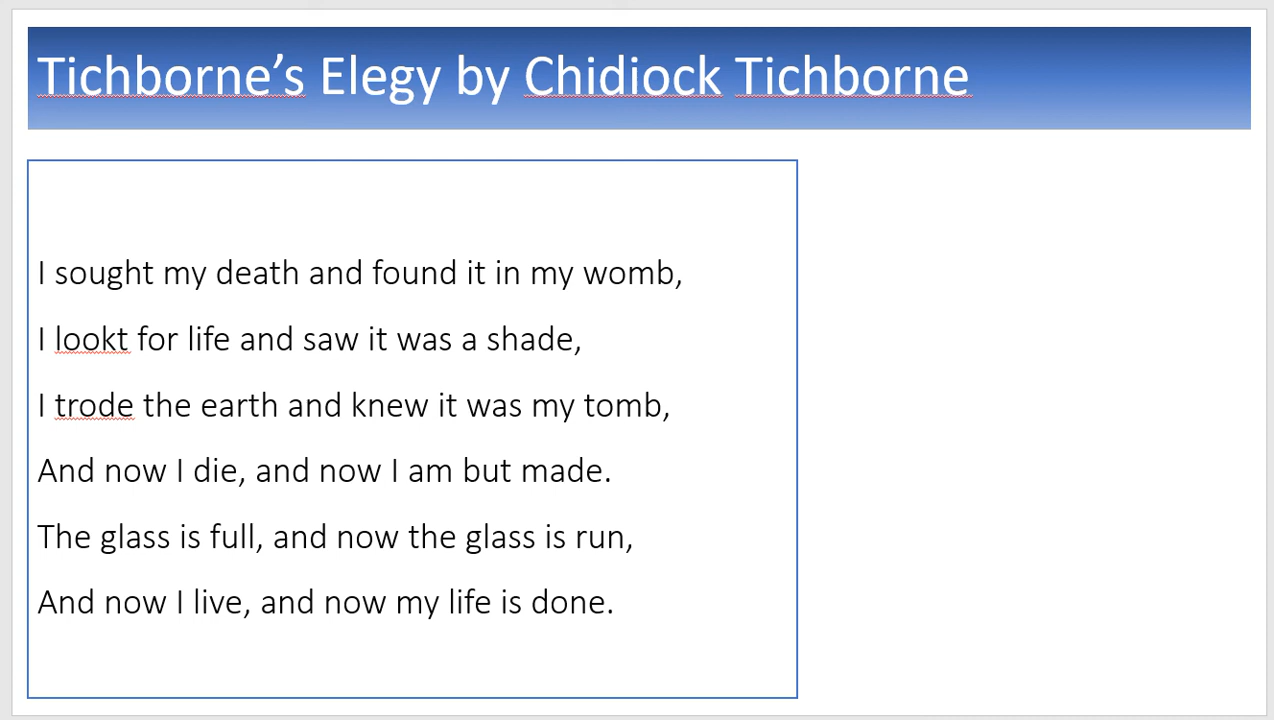 Tichborne’s Elegy by Chidiock Tichborne
I sought my death and found it in my womb,
I lookt for life and saw it was a shade,
I trode the earth and knew it was my tomb,
And now I die, and now I am but made.
The glass is full, and now the glass is run,
And now I live, and now my life is done.